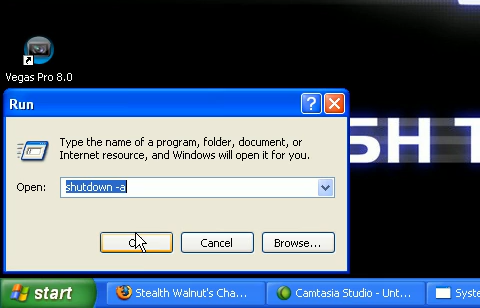 Vegas Pro 8.0
Run
SH T
Type the name of a program, folder, document, or
Internet resource, and Windows will open it for you.
Open:
shutdown -a
Cancel
Browse...
start
Stealth Walnut's Cha...
Camtasia Studio - Unt...
Syste